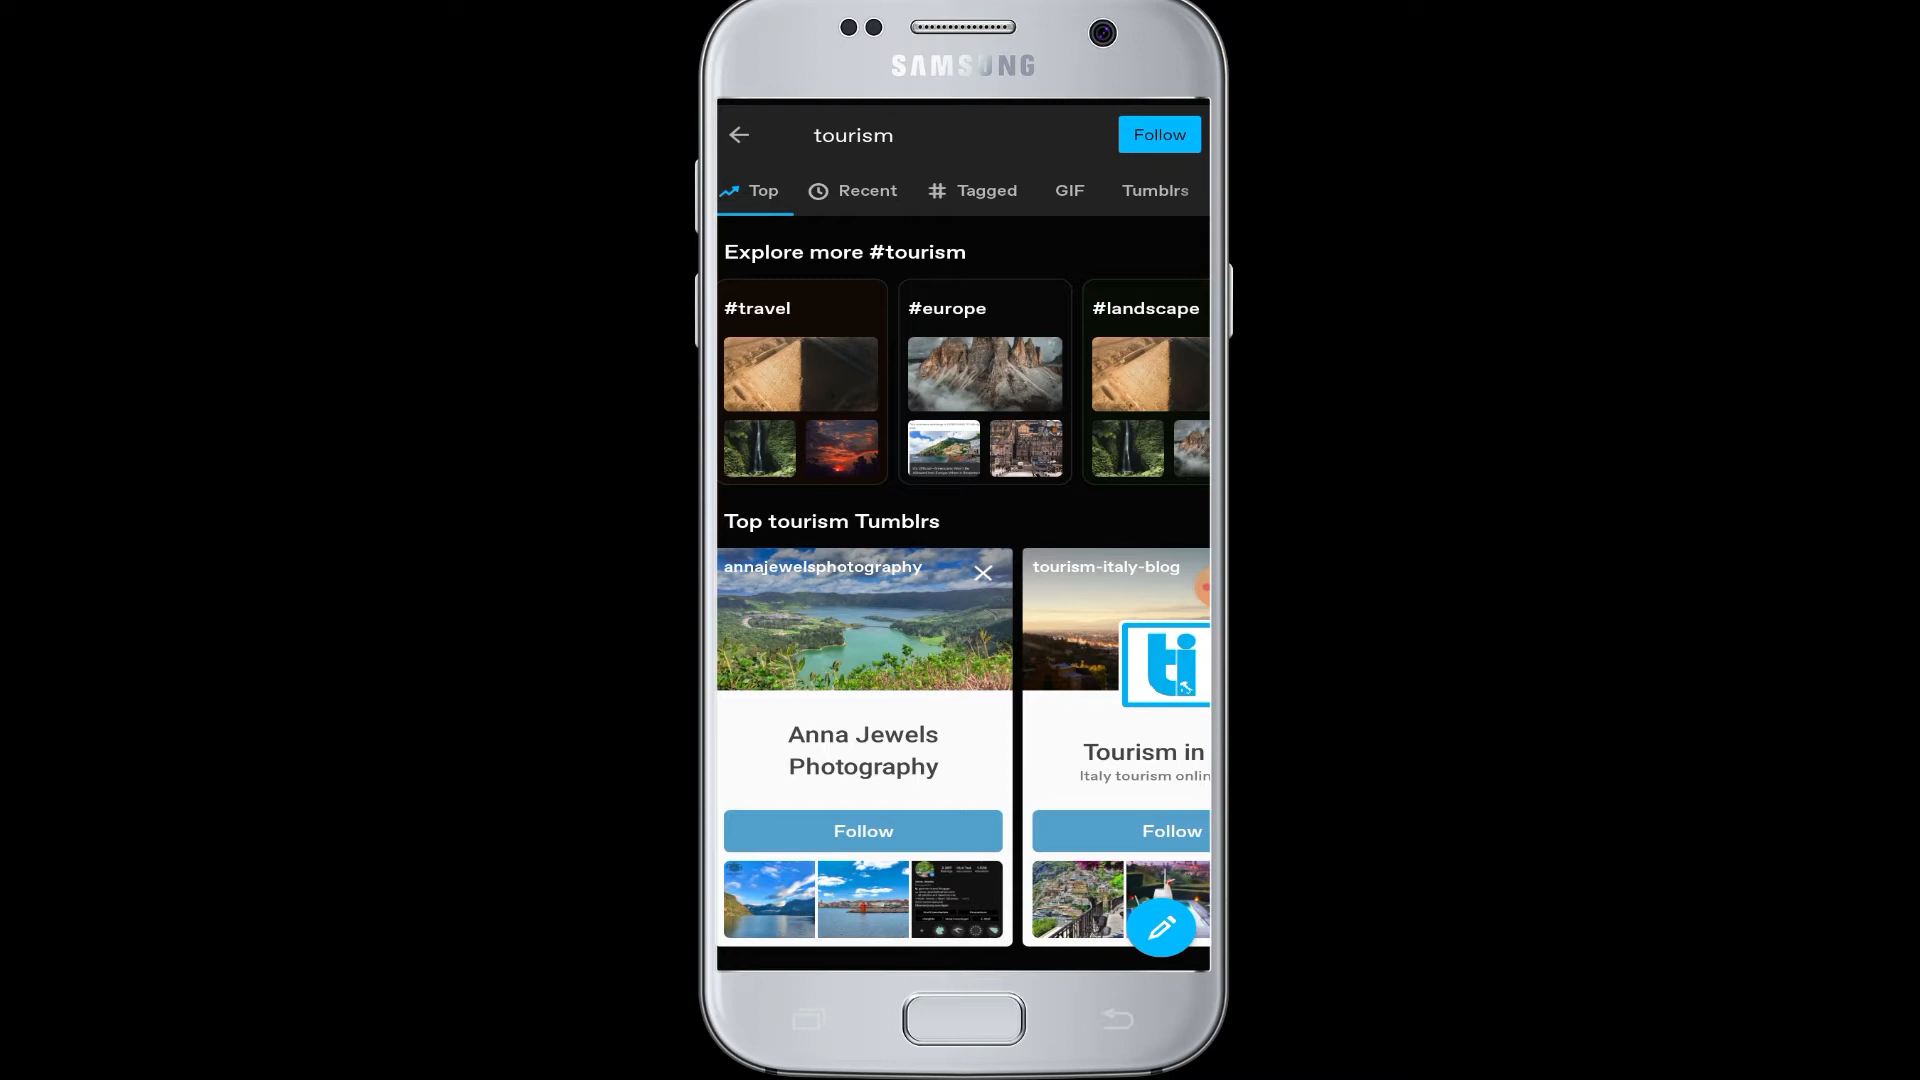 SAMSUNG
tourism
Follow
Top
Recent
Tagged
GIF
Tumblrs
Explore more #tourism
#travel
#europe
#landscape
Top tourism Tumblrs
annajewelsphotography
tourism-italy-blog
ti
Anna Jewels
Photography
Tourism in
Italy tourism onlin
Follow
Follow